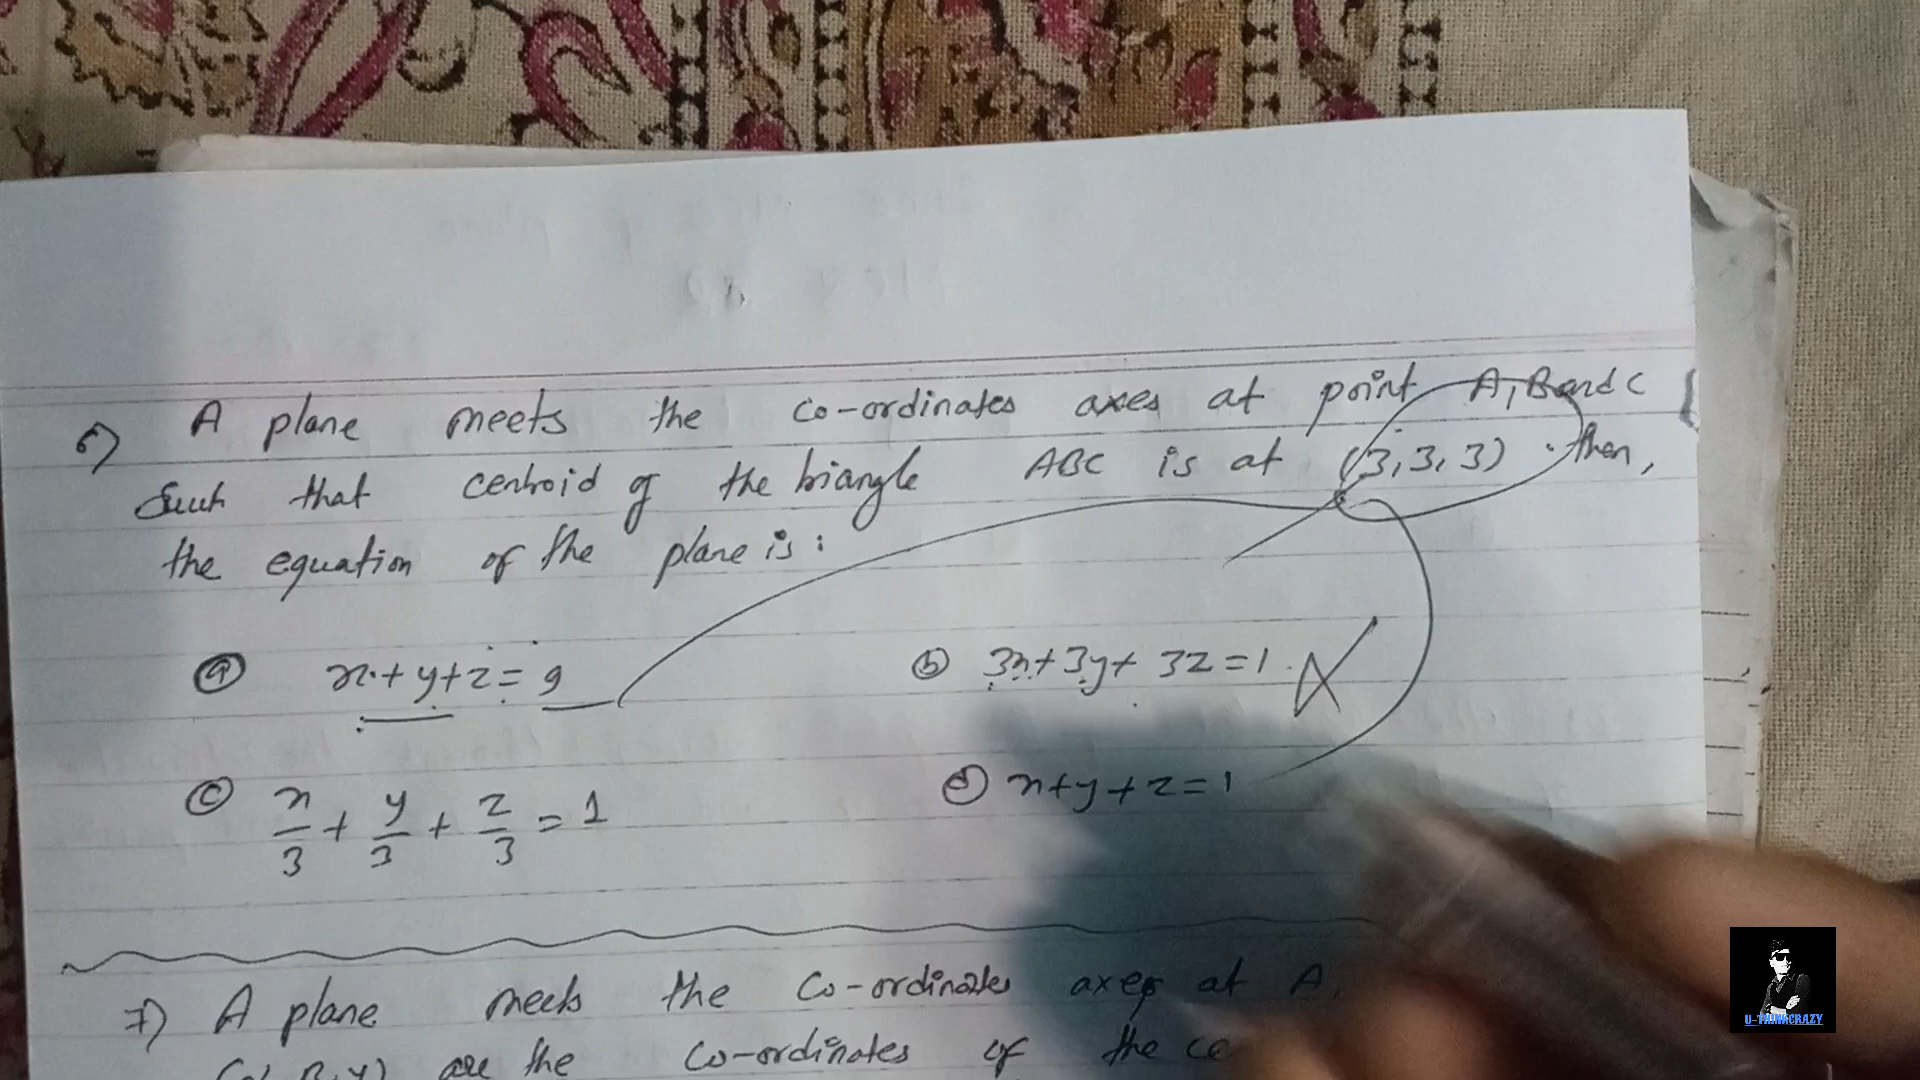 6) A plane meets the Co-ordinates axes at point A, B and C
Such that centroid of the triangle ABC is at (3,3,3). then,
the equation of the plane is:
(a) x+y+z=9
(b) 3x+3y+3z=1.
(c) x/3 + y/3 + z/3 = 1
(d) x+y+z=1
7) A plane meets the Co-ordinates axes at A,
are the Co-ordinates of the
U-THINKCRAZY